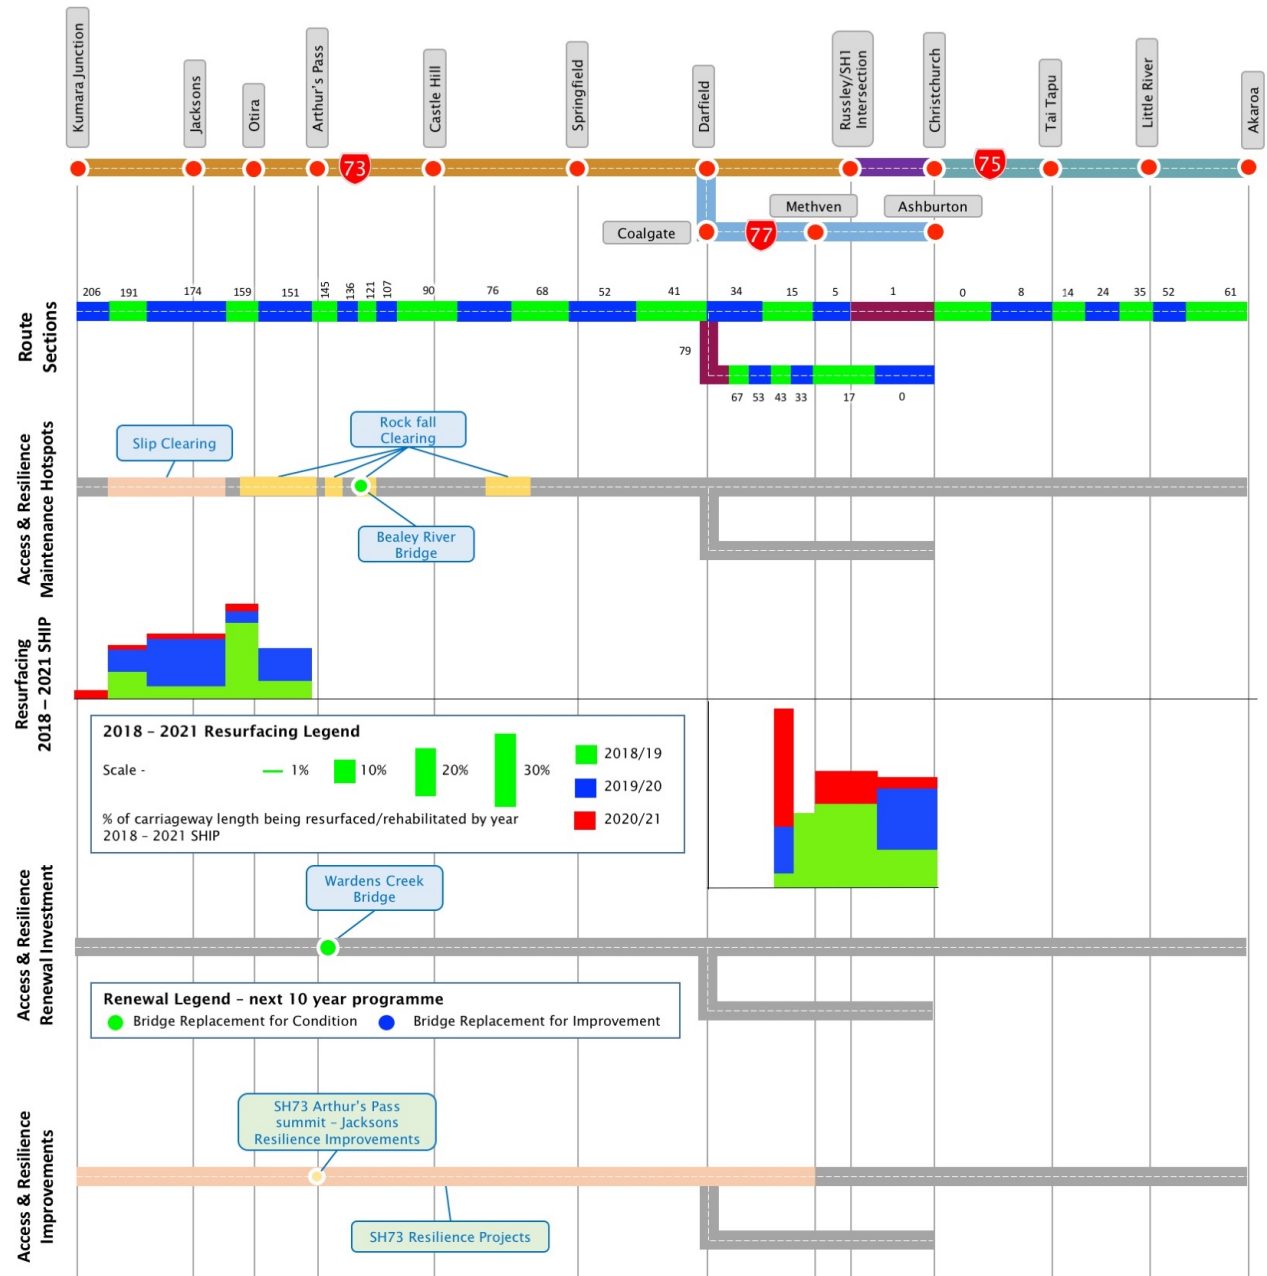 Kumara Junction
Jacksons
Otira
Arthur's Pass
Castle Hill
Springfield
Darfield
Russley/SH1
Intersection
Christchurch
Tai Tapu
Little River
Akaroa
73
75
Methven
Ashburton
Coalgate
77
Route
Sections
206 191 174 159 151 145 136 121 107 90 76 68 52 41 34 15 5 1 0 8 14 24 35 52 61
79
67 53 43 33 17 0
Access & Resilience
Maintenance Hotspots
Slip Clearing
Rock fall
Clearing
Bealey River
Bridge
Resurfacing
2018 – 2021 SHIP
2018 – 2021 Resurfacing Legend
Scale - 1% 10% 20% 30%
2018/19
2019/20
2020/21
% of carriageway length being resurfaced/rehabilitated by year
2018 – 2021 SHIP
Access & Resilience
Renewal Investment
Wardens Creek
Bridge
Renewal Legend – next 10 year programme
Bridge Replacement for Condition Bridge Replacement for Improvement
Access & Resilience
Improvements
SH73 Arthur's Pass
summit – Jacksons
Resilience Improvements
SH73 Resilience Projects